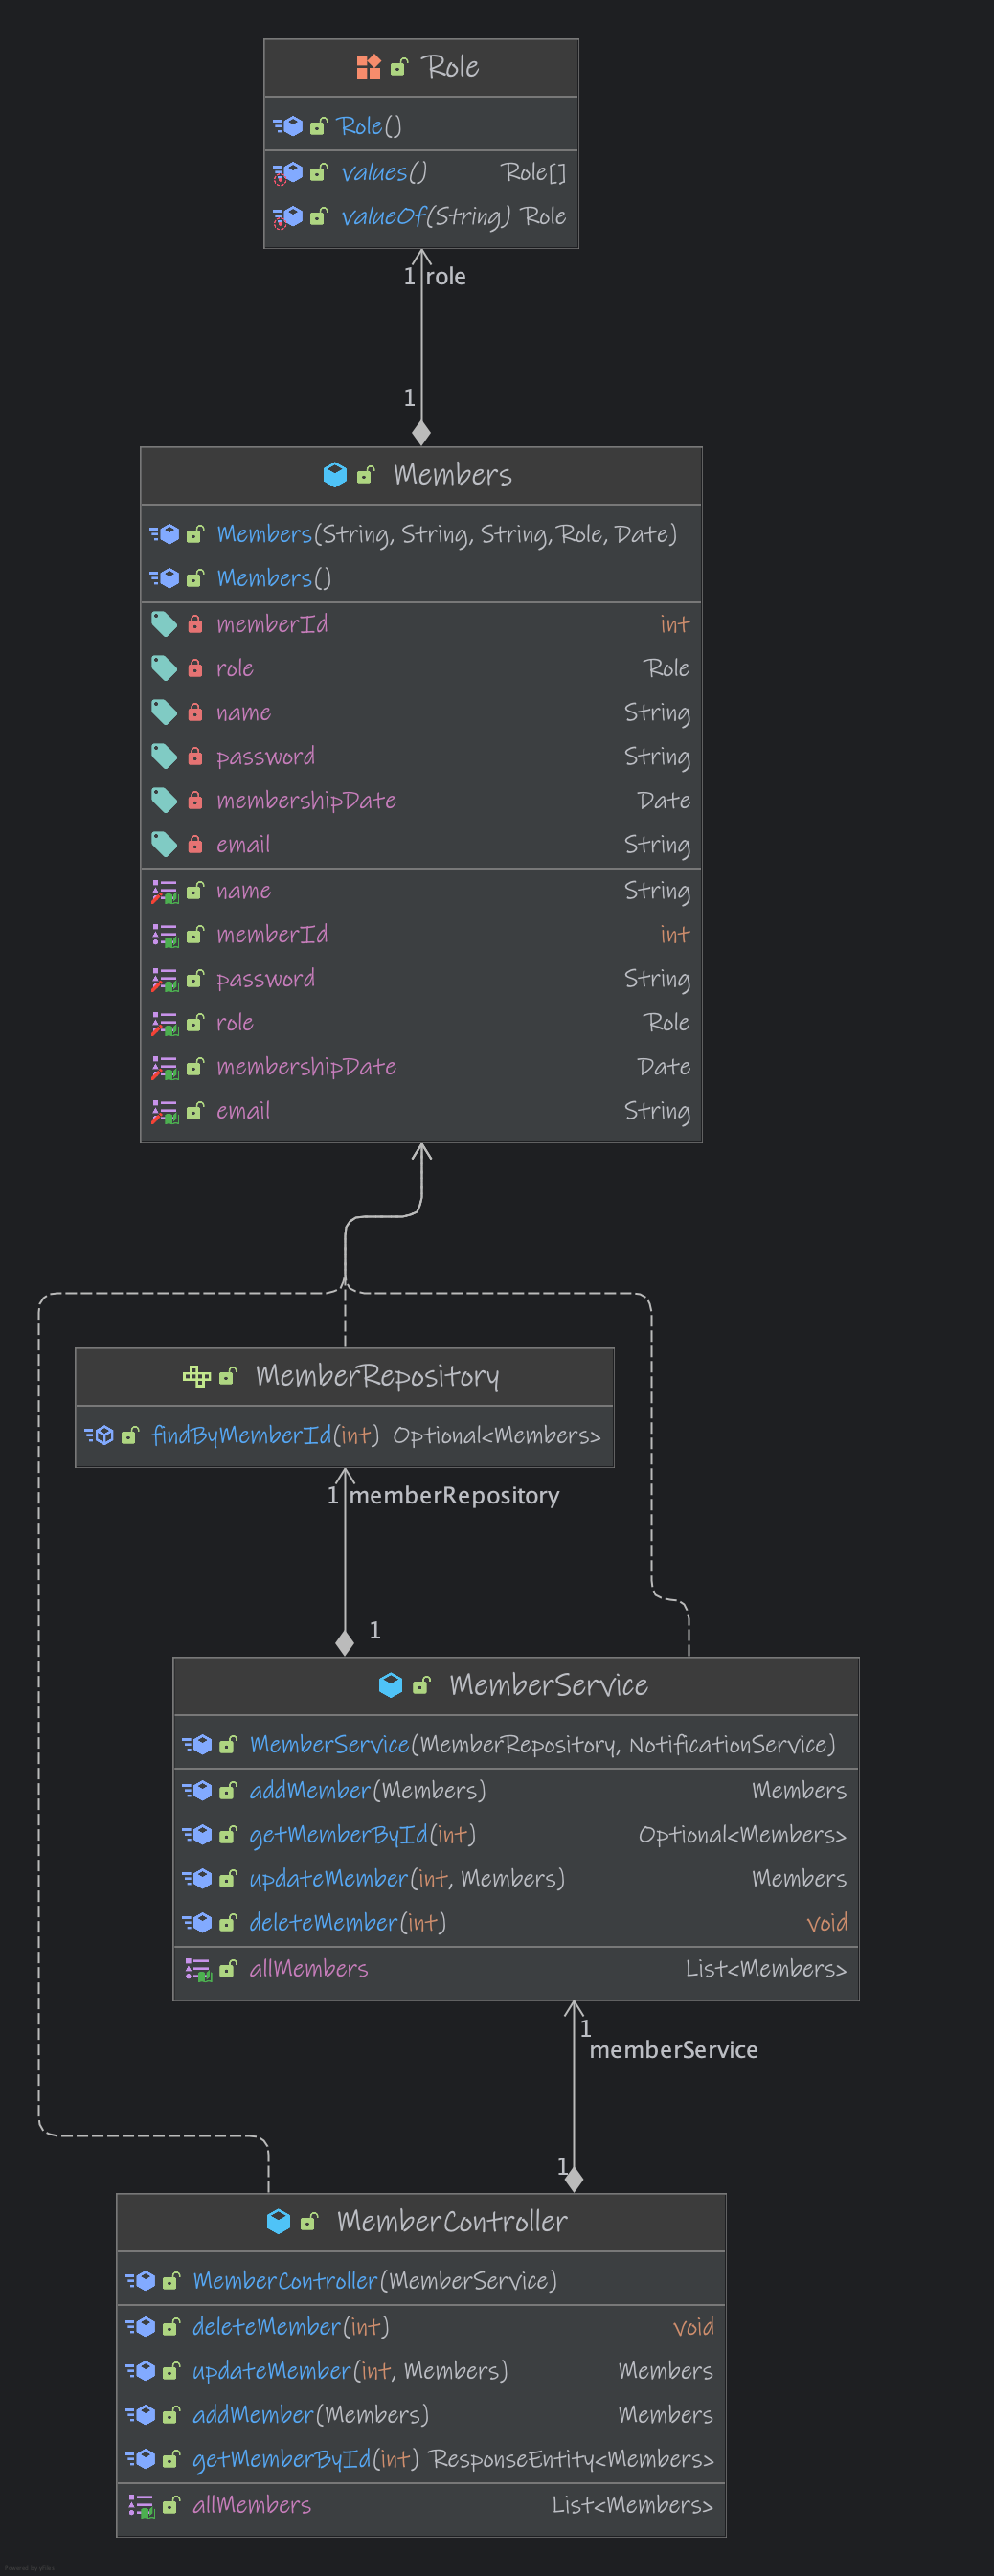 Role
Role()
values() Role[]
valueOf(String) Role
1 role
1
Members
Members(String, String, String, Role, Date)
Members()
memberId int
role Role
name String
password String
membershipDate Date
email String
name String
memberId int
password String
role Role
membershipDate Date
email String
MemberRepository
findByMemberId(int) Optional<Members>
1 memberRepository
1
MemberService
MemberService(MemberRepository, NotificationService)
addMember(Members) Members
getMemberById(int) Optional<Members>
updateMember(int, Members) Members
deleteMember(int) void
allMembers List<Members>
1
memberService
1
MemberController
MemberController(MemberService)
deleteMember(int) void
updateMember(int, Members) Members
addMember(Members) Members
getMemberById(int) ResponseEntity<Members>
allMembers List<Members>
Powered by yFiles